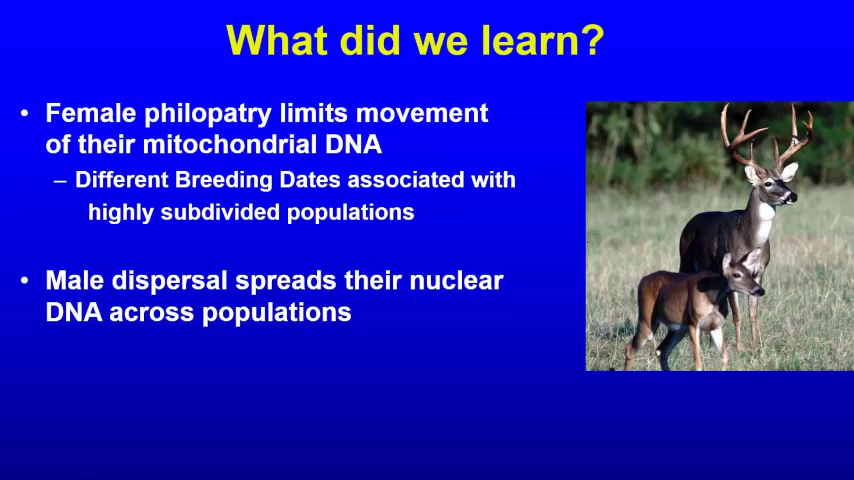 What did we learn?
• Female philopatry limits movement
of their mitochondrial DNA
– Different Breeding Dates associated with
highly subdivided populations
• Male dispersal spreads their nuclear
DNA across populations